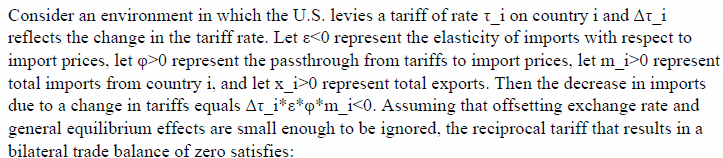 Consider an environment in which the U.S. levies a tariff of rate τ_i on country i and Δτ_i
reflects the change in the tariff rate. Let ε<0 represent the elasticity of imports with respect to
import prices, let φ>0 represent the passthrough from tariffs to import prices, let m_i>0 represent
total imports from country i, and let x_i>0 represent total exports. Then the decrease in imports
due to a change in tariffs equals Δτ_i*ε*φ*m_i<0. Assuming that offsetting exchange rate and
general equilibrium effects are small enough to be ignored, the reciprocal tariff that results in a
bilateral trade balance of zero satisfies: